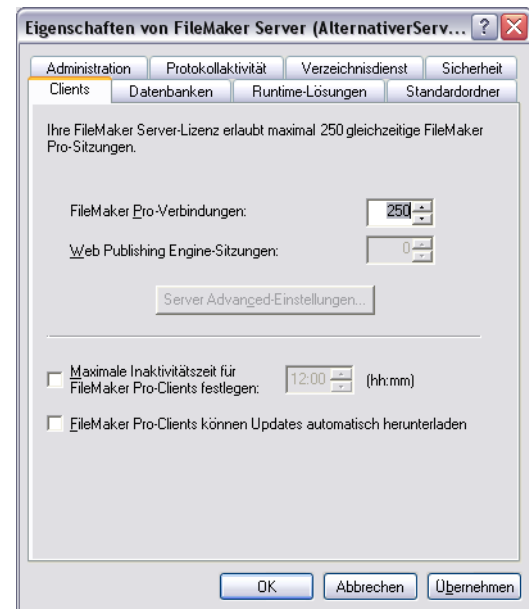 Eigenschaften von FileMaker Server (AlternativerServ...
Administration Protokollaktivität Verzeichnisdienst Sicherheit
Clients Datenbanken Runtime-Lösungen Standardordner
Ihre FileMaker Server-Lizenz erlaubt maximal 250 gleichzeitige FileMaker
Pro-Sitzungen.
FileMaker Pro-Verbindungen: 250
Web Publishing Engine-Sitzungen: 0
Server Advanced-Einstellungen...
Maximale Inaktivitätszeit für
FileMaker Pro-Clients festlegen: 12:00 (hh:mm)
FileMaker Pro-Clients können Updates automatisch herunterladen
OK Abbrechen Übernehmen